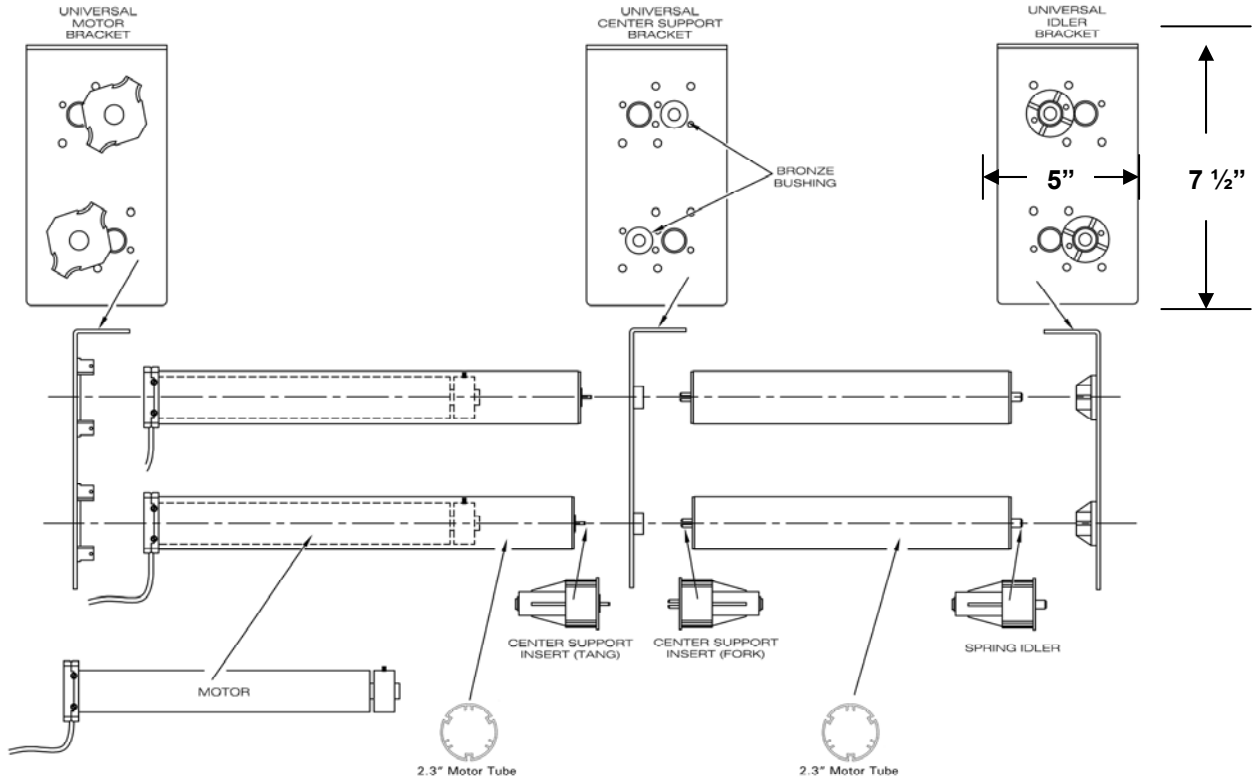 UNIVERSAL
MOTOR
BRACKET
UNIVERSAL
CENTER SUPPORT
BRACKET
UNIVERSAL
IDLER
BRACKET
BRONZE
BUSHING
5”
7 ½”
CENTER SUPPORT
INSERT (TANG)
CENTER SUPPORT
INSERT (FORK)
SPRING IDLER
MOTOR
2.3" Motor Tube
2.3" Motor Tube